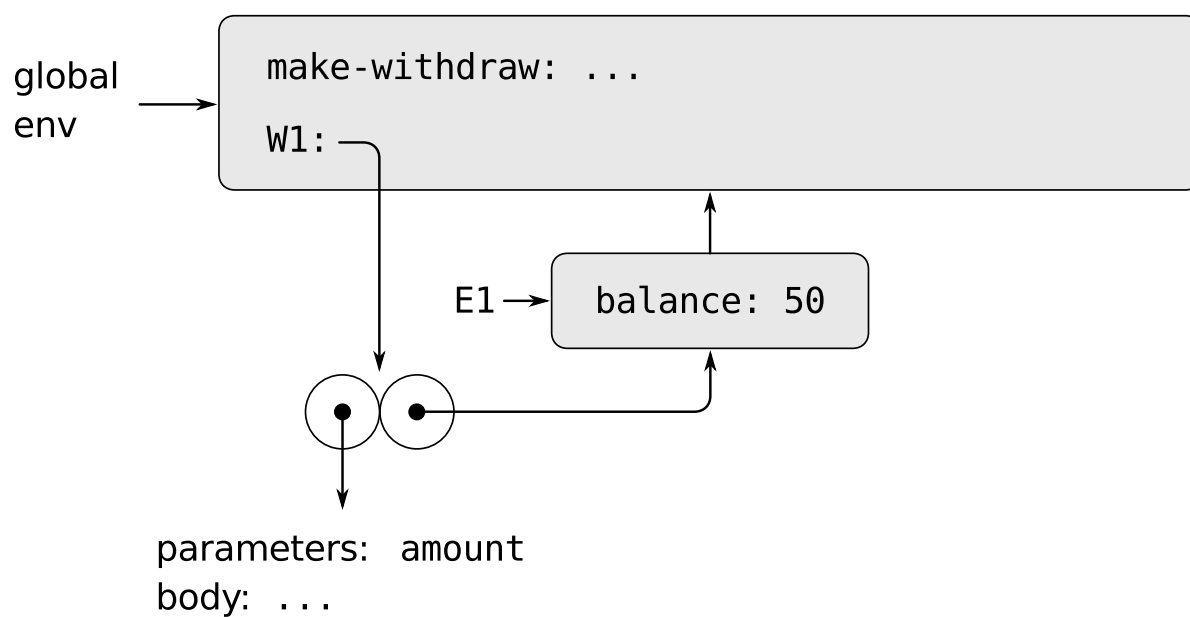 global
env
make-withdraw: ...
W1:
E1
balance: 50
parameters: amount
body: ...